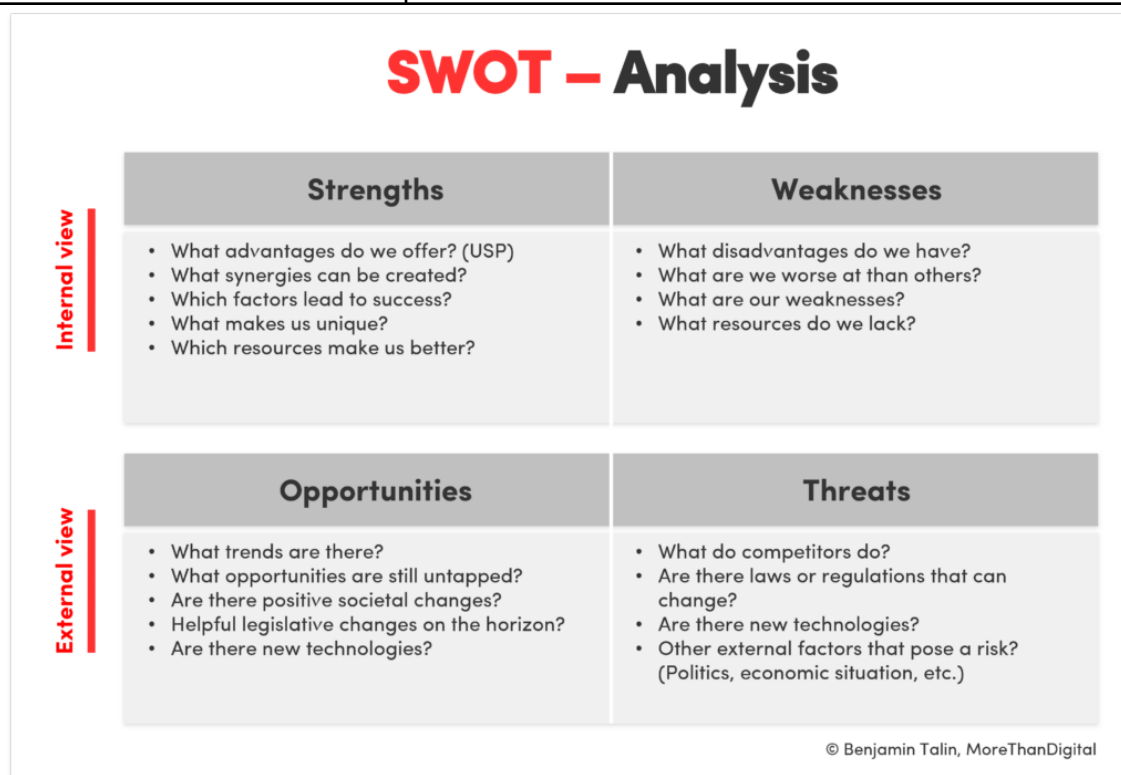 SWOT – Analysis
Internal view
Strengths
• What advantages do we offer? (USP)
• What synergies can be created?
• Which factors lead to success?
• What makes us unique?
• Which resources make us better?
Weaknesses
• What disadvantages do we have?
• What are we worse at than others?
• What are our weaknesses?
• What resources do we lack?
External view
Opportunities
• What trends are there?
• What opportunities are still untapped?
• Are there positive societal changes?
• Helpful legislative changes on the horizon?
• Are there new technologies?
Threats
• What do competitors do?
• Are there laws or regulations that can
change?
• Are there new technologies?
• Other external factors that pose a risk?
(Politics, economic situation, etc.)
© Benjamin Talin, MoreThanDigital